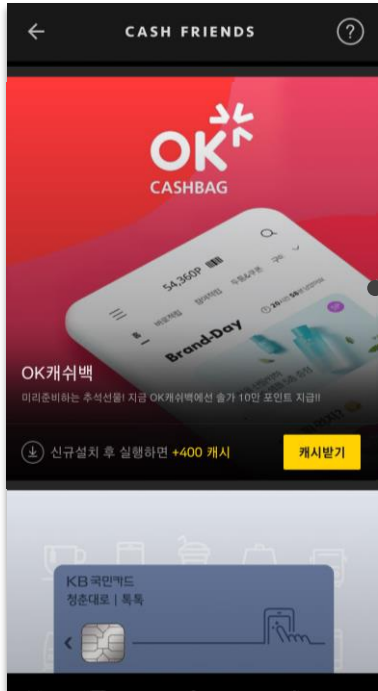 CASH FRIENDS
?
OK
CASHBAG
54,360P
Brand-Day
OK캐쉬백
미리준비하는 추석선물! 지금 OK캐쉬백에선 슬가 10만 포인트 지급!!
신규설치 후 실행하면 +400 캐시
캐시받기
KB국민카드
청춘대로 | 톡톡